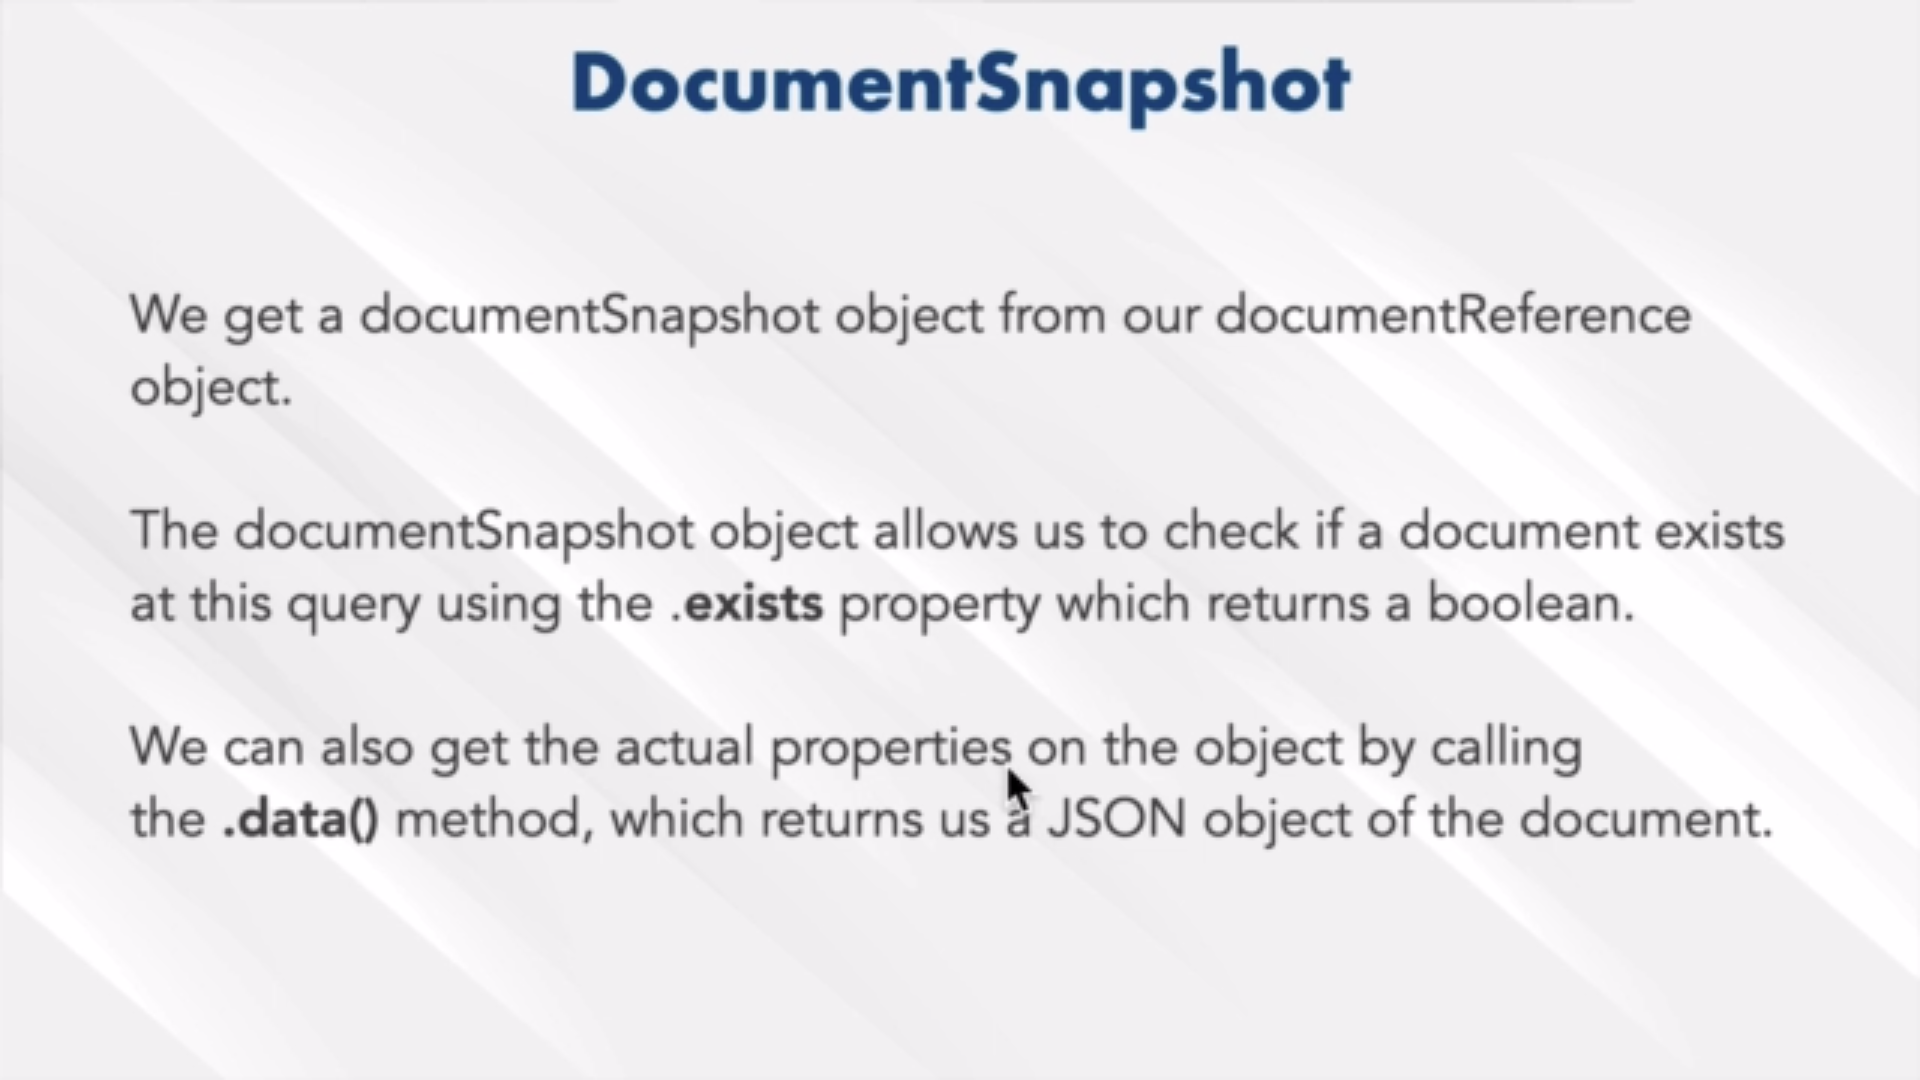 DocumentSnapshot
We get a documentSnapshot object from our documentReference
object.
The documentSnapshot object allows us to check if a document exists
at this query using the .exists property which returns a boolean.
We can also get the actual properties on the object by calling
the .data() method, which returns us a JSON object of the document.